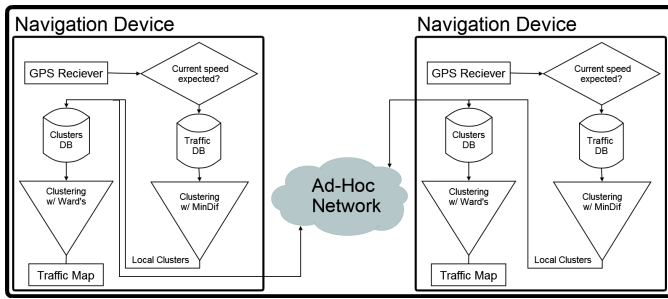 Navigation Device
GPS Reciever
Current speed
expected?
Clusters
DB
Traffic
DB
Clustering
w/ Ward's
Clustering
w/ MinDif
Local Clusters
Traffic Map
Ad-Hoc
Network
Navigation Device
GPS Reciever
Current speed
expected?
Clusters
DB
Traffic
DB
Clustering
w/ Ward's
Clustering
w/ MinDif
Local Clusters
Traffic Map